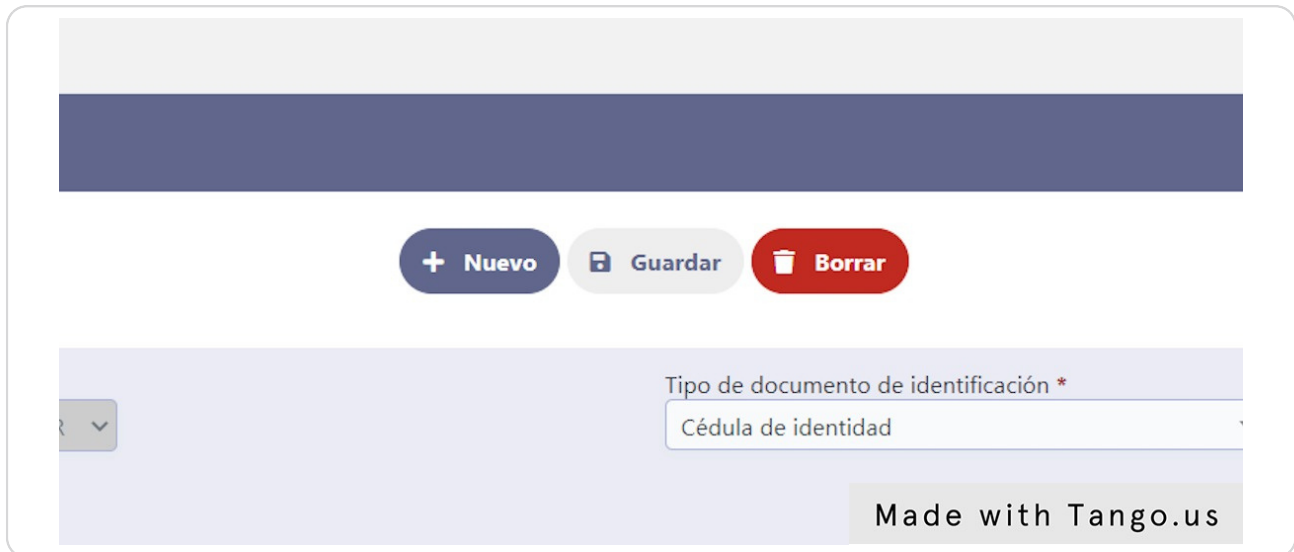 Nuevo
Guardar
Borrar
Tipo de documento de identificación *
Cédula de identidad
Made with Tango.us